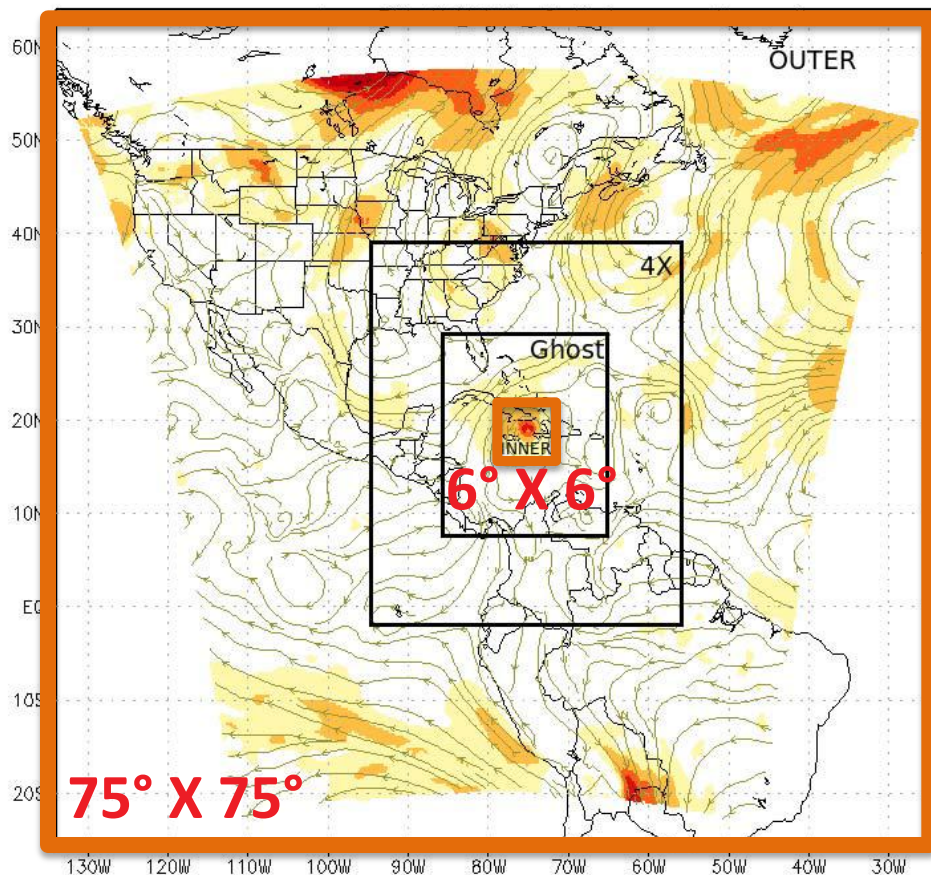 60N
OUTER
50N
40N
4X
30N
Ghost
20N
INNER
6° X 6°
10N
EQ
10S
75° X 75°
20S
130W 120W 110W 100W 90W 80W 70W 60W 50W 40W 30W